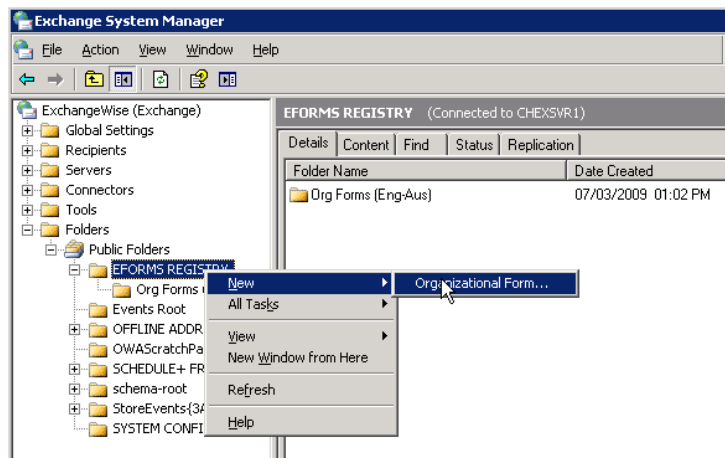 Exchange System Manager
File Action View Window Help
ExchangeWise (Exchange)
Global Settings
Recipients
Servers
Connectors
Tools
Folders
Public Folders
EFORMS REGISTRY
Org Forms
Events Root
OFFLINE ADDR
OWAScratchPa
SCHEDULE+ FR
schema-root
StoreEvents{3A
SYSTEM CONFI
EFORMS REGISTRY (Connected to CHEXSVR1)
Details Content Find Status Replication
Folder Name Date Created
Org Forms (Eng-Aus) 07/03/2009 01:02 PM
New
All Tasks
View
New Window from Here
Refresh
Help
Organizational Form...